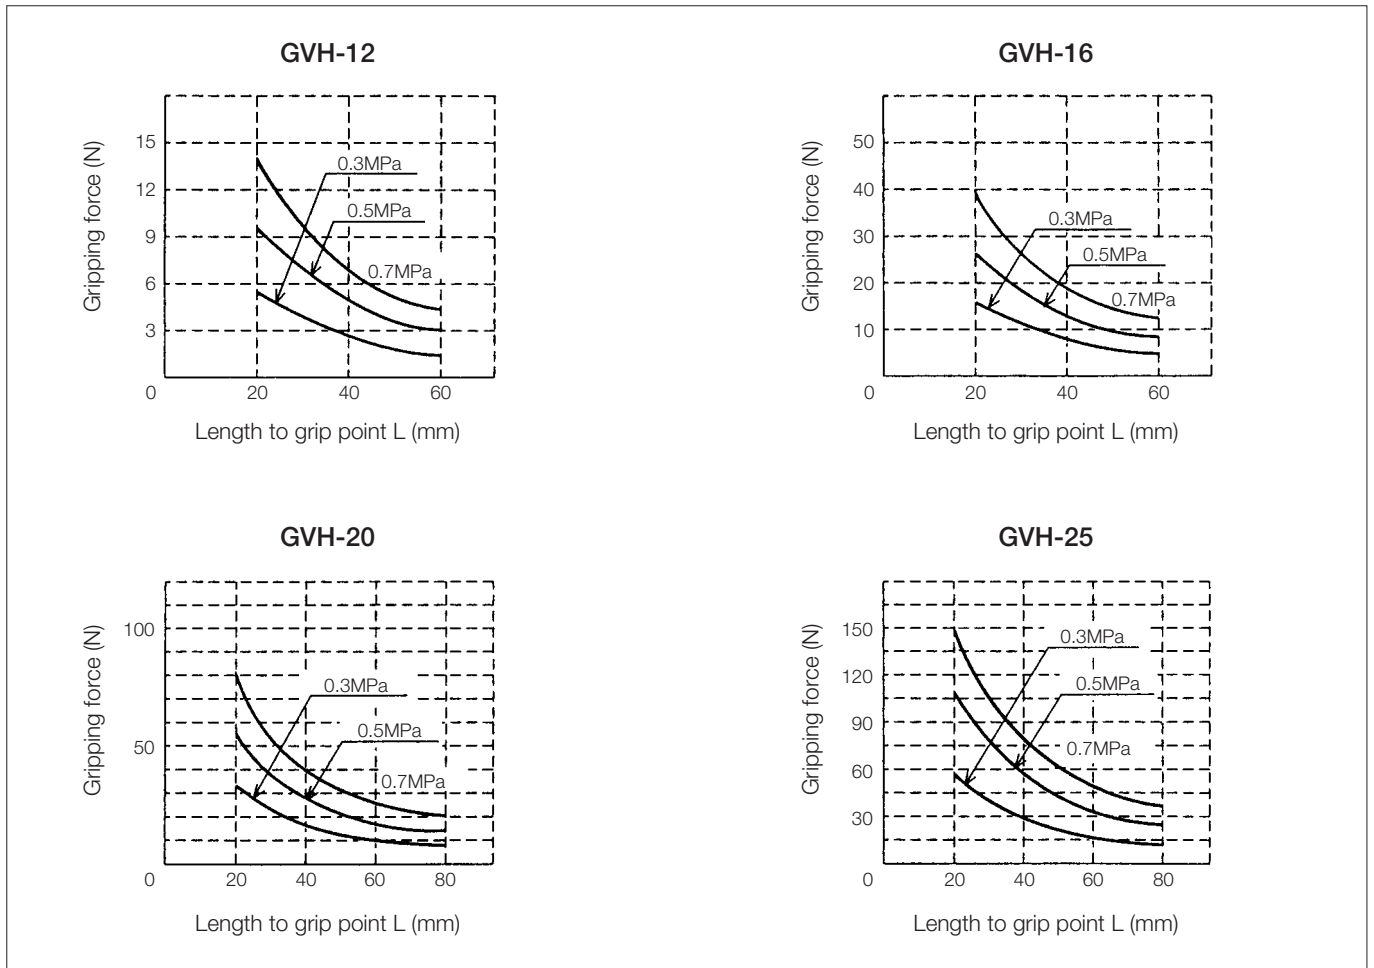 GVH-12
Gripping force (N)
15
12
9
6
3
0
20
40
60
0.3MPa
0.5MPa
0.7MPa
Length to grip point L (mm)
GVH-16
Gripping force (N)
50
40
30
20
10
0
20
40
60
0.3MPa
0.5MPa
0.7MPa
Length to grip point L (mm)
GVH-20
Gripping force (N)
100
50
0
20
40
60
80
0.3MPa
0.5MPa
0.7MPa
Length to grip point L (mm)
GVH-25
Gripping force (N)
150
120
90
60
30
0
20
40
60
80
0.3MPa
0.5MPa
0.7MPa
Length to grip point L (mm)